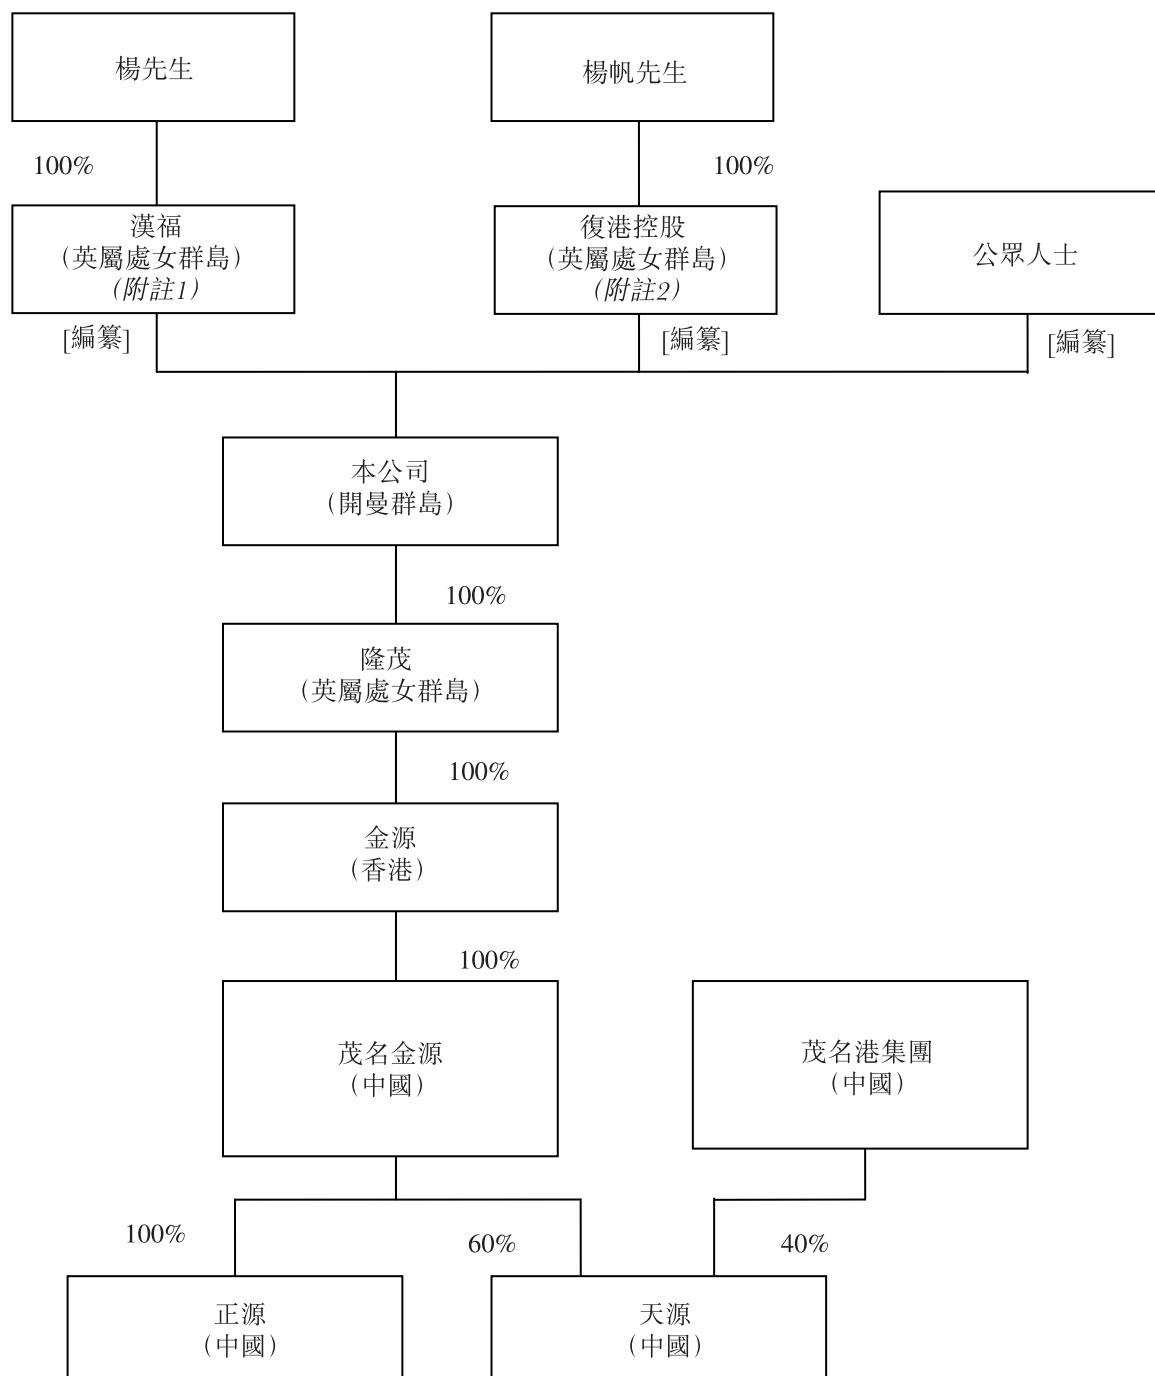 楊先生
楊帆先生
100%
100%
漢福
(英屬處女群島)
(附註1)
復港控股
(英屬處女群島)
(附註2)
公眾人士
[編纂]
[編纂]
[編纂]
本公司
(開曼群島)
100%
隆茂
(英屬處女群島)
100%
金源
(香港)
100%
茂名金源
(中國)
茂名港集團
(中國)
100%
60%
40%
正源
(中國)
天源
(中國)